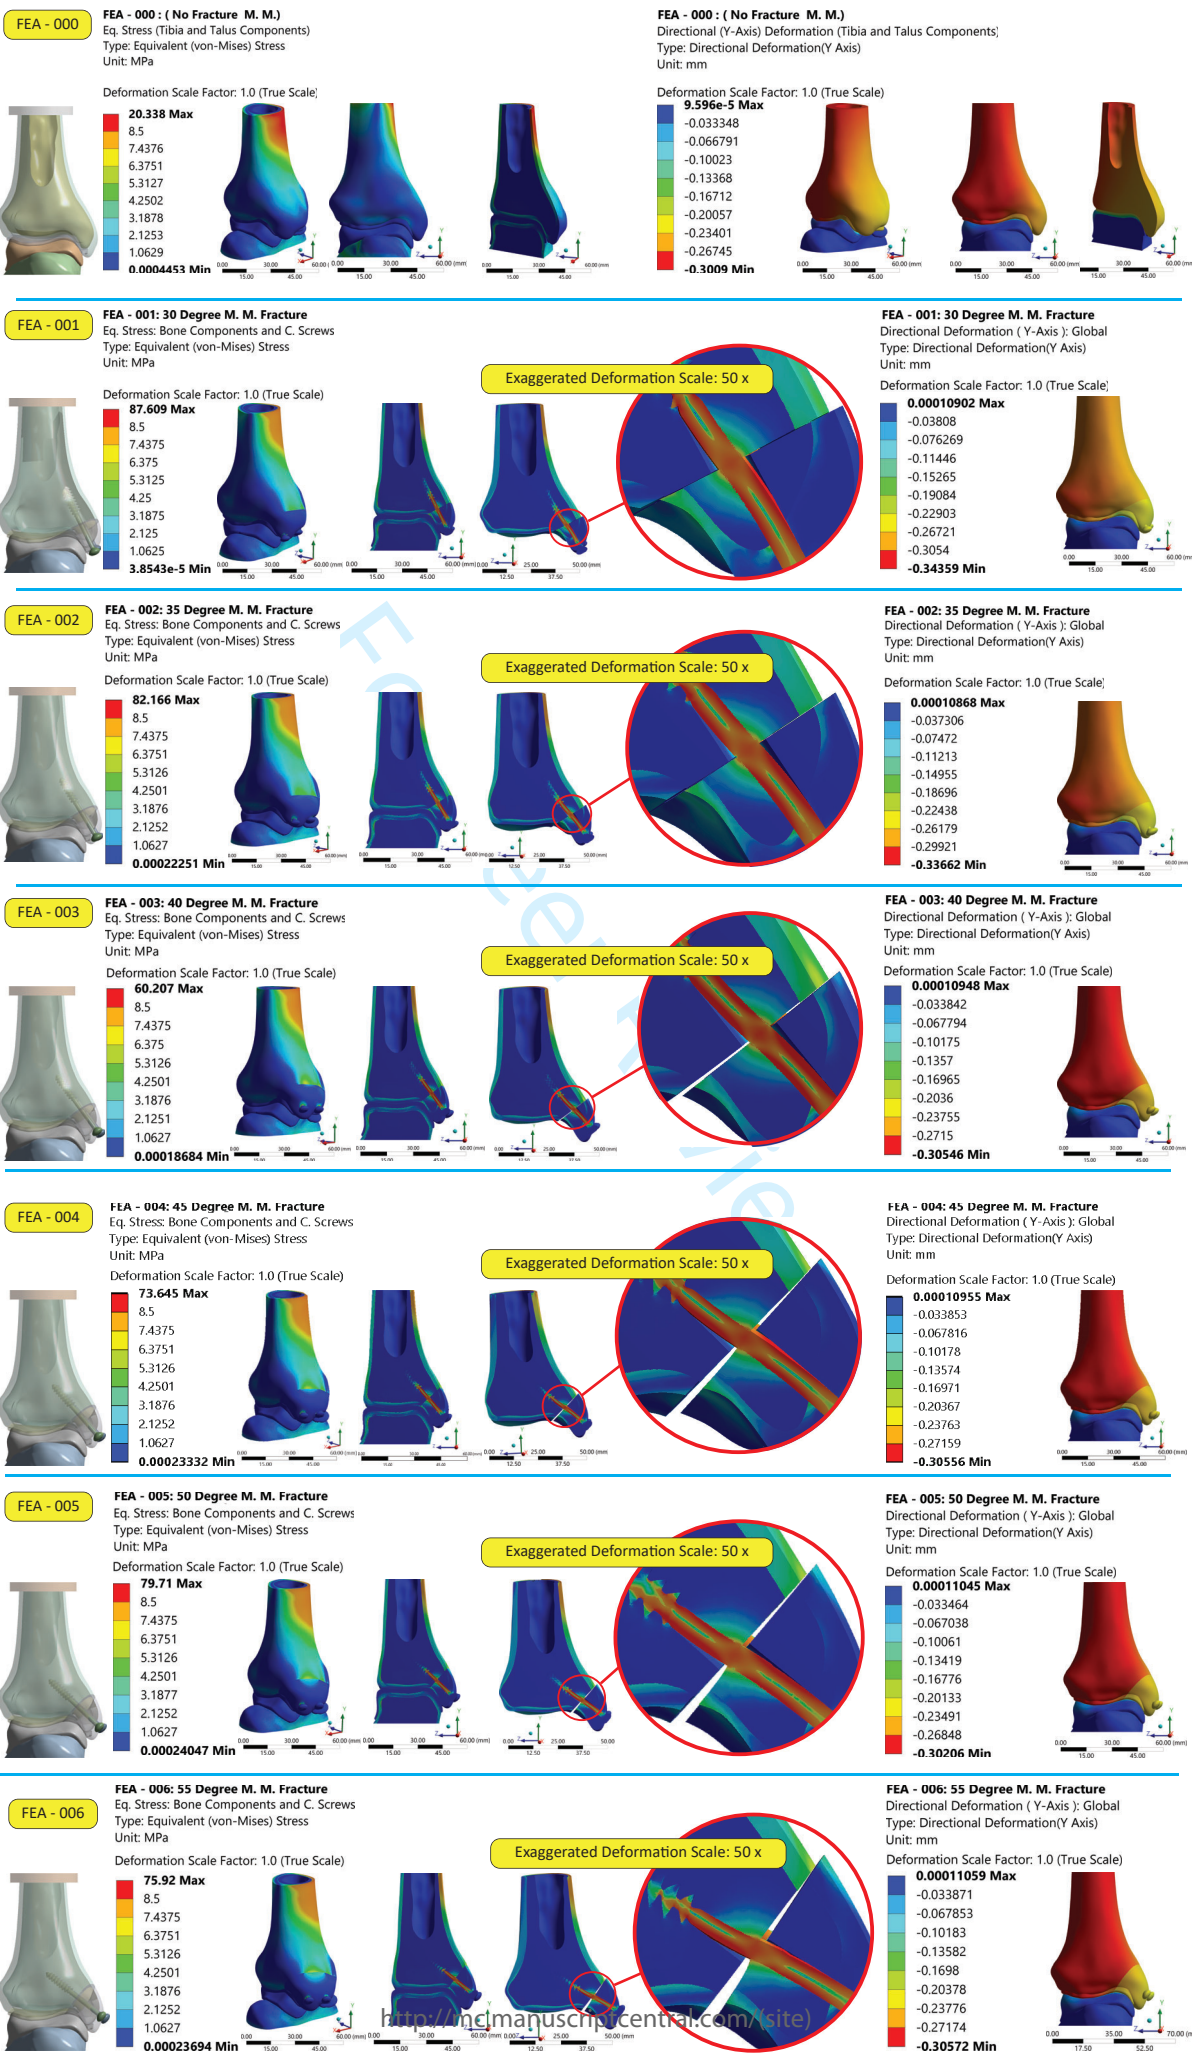 FEA - 000
FEA - 000 : ( No Fracture M. M.)
Eq. Stress (Tibia and Talus Components)
Type: Equivalent (von-Mises) Stress
Unit: MPa
Deformation Scale Factor: 1.0 (True Scale)
20.338 Max
8.5
7.4376
6.3751
5.3127
4.2502
3.1878
2.1253
1.0629
0.0004453 Min
FEA - 000 : ( No Fracture M. M.)
Directional (Y-Axis) Deformation (Tibia and Talus Components)
Type: Directional Deformation(Y Axis)
Unit: mm
Deformation Scale Factor: 1.0 (True Scale)
9.596e-5 Max
-0.033348
-0.066791
-0.10023
-0.13368
-0.16712
-0.20057
-0.23401
-0.26745
-0.3009 Min
FEA - 001
FEA - 001: 30 Degree M. M. Fracture
Eq. Stress: Bone Components and C. Screws
Type: Equivalent (von-Mises) Stress
Unit: MPa
Deformation Scale Factor: 1.0 (True Scale)
87.609 Max
8.5
7.4375
6.375
5.3125
4.25
3.1875
2.125
1.0625
3.8543e-5 Min
Exaggerated Deformation Scale: 50 x
FEA - 001: 30 Degree M. M. Fracture
Directional Deformation ( Y-Axis ): Global
Type: Directional Deformation(Y Axis)
Unit: mm
Deformation Scale Factor: 1.0 (True Scale)
0.00010902 Max
-0.03808
-0.076269
-0.11446
-0.15265
-0.19084
-0.22903
-0.26721
-0.3054
-0.34359 Min
FEA - 002
FEA - 002: 35 Degree M. M. Fracture
Eq. Stress: Bone Components and C. Screws
Type: Equivalent (von-Mises) Stress
Unit: MPa
Deformation Scale Factor: 1.0 (True Scale)
82.166 Max
8.5
7.4375
6.3751
5.3126
4.2501
3.1876
2.1252
1.0627
0.00022251 Min
Exaggerated Deformation Scale: 50 x
FEA - 002: 35 Degree M. M. Fracture
Directional Deformation ( Y-Axis ): Global
Type: Directional Deformation(Y Axis)
Unit: mm
Deformation Scale Factor: 1.0 (True Scale)
0.00010868 Max
-0.037306
-0.07472
-0.11213
-0.14955
-0.18696
-0.22438
-0.26179
-0.29921
-0.33662 Min
FEA - 003
FEA - 003: 40 Degree M. M. Fracture
Eq. Stress: Bone Components and C. Screws
Type: Equivalent (von-Mises) Stress
Unit: MPa
Deformation Scale Factor: 1.0 (True Scale)
60.207 Max
8.5
7.4375
6.375
5.3126
4.2501
3.1876
2.1251
1.0627
0.00018684 Min
Exaggerated Deformation Scale: 50 x
FEA - 003: 40 Degree M. M. Fracture
Directional Deformation ( Y-Axis ): Global
Type: Directional Deformation(Y Axis)
Unit: mm
Deformation Scale Factor: 1.0 (True Scale)
0.00010948 Max
-0.033842
-0.067794
-0.10175
-0.1357
-0.16965
-0.2036
-0.23755
-0.2715
-0.30546 Min
FEA - 004
FEA - 004: 45 Degree M. M. Fracture
Eq. Stress: Bone Components and C. Screws
Type: Equivalent (von-Mises) Stress
Unit: MPa
Deformation Scale Factor: 1.0 (True Scale)
73.645 Max
8.5
7.4375
6.3751
5.3126
4.2501
3.1876
2.1252
1.0627
0.00023332 Min
Exaggerated Deformation Scale: 50 x
FEA - 004: 45 Degree M. M. Fracture
Directional Deformation ( Y-Axis ): Global
Type: Directional Deformation(Y Axis)
Unit: mm
Deformation Scale Factor: 1.0 (True Scale)
0.00010955 Max
-0.033853
-0.067816
-0.10178
-0.13574
-0.16971
-0.20367
-0.23763
-0.27159
-0.30556 Min
FEA - 005
FEA - 005: 50 Degree M. M. Fracture
Eq. Stress: Bone Components and C. Screws
Type: Equivalent (von-Mises) Stress
Unit: MPa
Deformation Scale Factor: 1.0 (True Scale)
79.71 Max
8.5
7.4375
6.3751
5.3126
4.2651
3.1877
2.1252
1.0627
0.00024047 Min
Exaggerated Deformation Scale: 50 x
FEA - 005: 50 Degree M. M. Fracture
Directional Deformation ( Y-Axis ): Global
Type: Directional Deformation(Y Axis)
Unit: mm
Deformation Scale Factor: 1.0 (True Scale)
0.00011045 Max
-0.033464
-0.067038
-0.10061
-0.13419
-0.16776
-0.20133
-0.23491
-0.26848
-0.30206 Min
FEA - 006
FEA - 006: 55 Degree M. M. Fracture
Eq. Stress: Bone Components and C. Screws
Type: Equivalent (von-Mises) Stress
Unit: MPa
Deformation Scale Factor: 1.0 (True Scale)
75.92 Max
8.5
7.4375
6.3751
5.3126
4.2501
3.1876
2.1252
1.0627
0.00023694 Min
Exaggerated Deformation Scale: 50 x
FEA - 006: 55 Degree M. M. Fracture
Directional Deformation ( Y-Axis ): Global
Type: Directional Deformation(Y Axis)
Unit: mm
Deformation Scale Factor: 1.0 (True Scale)
0.00011059 Max
-0.033871
-0.067853
-0.10183
-0.13582
-0.1698
-0.20378
-0.23776
-0.27174
-0.30572 Min
http://mc.manuscriptcentral.com/(site)